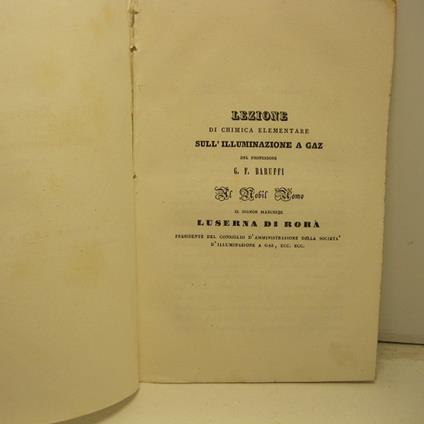 LEZIONE
DI CHIMICA ELEMENTARE
SULL'ILLUMINAZIONE A GAZ
DEL PROFESSORE
G. F. BARUFFI
Al Nobil Uomo
IL SIGNOR MARCHESE
LUSERNA DI RORÀ
PRESIDENTE DEL CONSIGLIO D'AMMINISTRAZIONE DELLA SOCIETA'
D'ILLUMINAZIONE A GAZ, ECC. ECC.